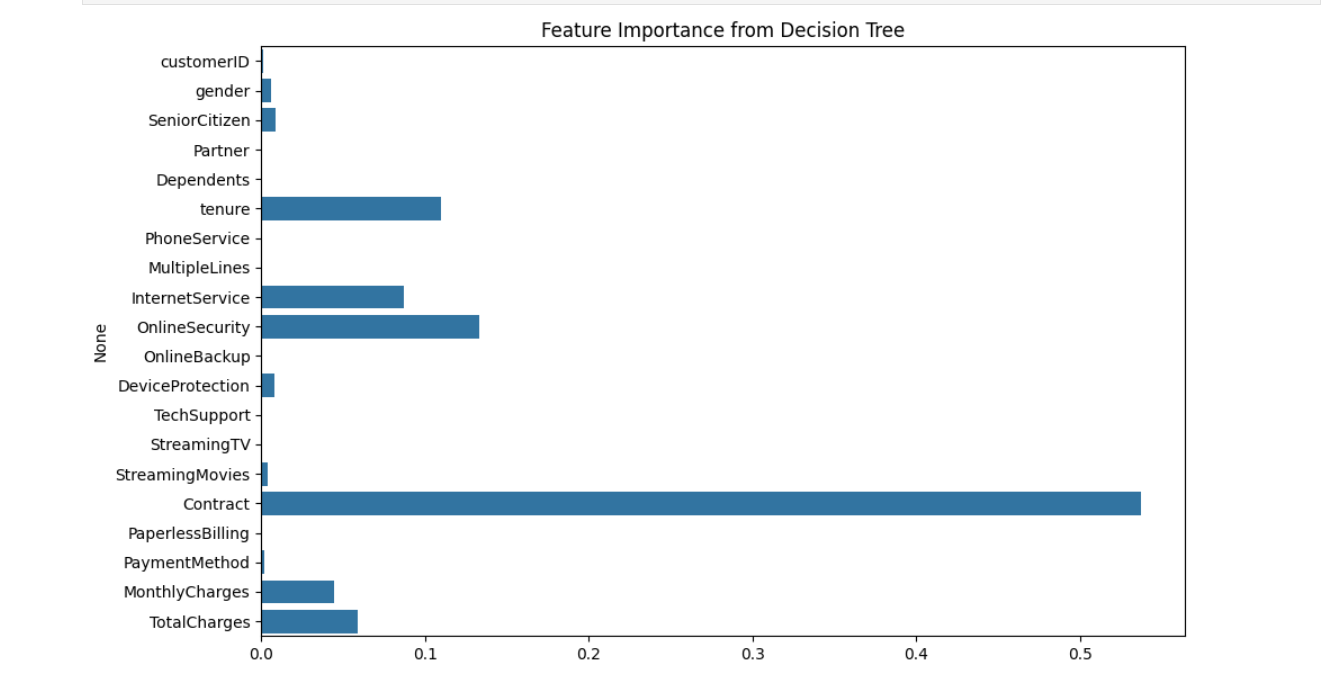 Feature Importance from Decision Tree
customerID
gender
SeniorCitizen
Partner
Dependents
tenure
PhoneService
MultipleLines
InternetService
OnlineSecurity
OnlineBackup
DeviceProtection
TechSupport
StreamingTV
StreamingMovies
Contract
PaperlessBilling
PaymentMethod
MonthlyCharges
TotalCharges
None
0.0 0.1 0.2 0.3 0.4 0.5